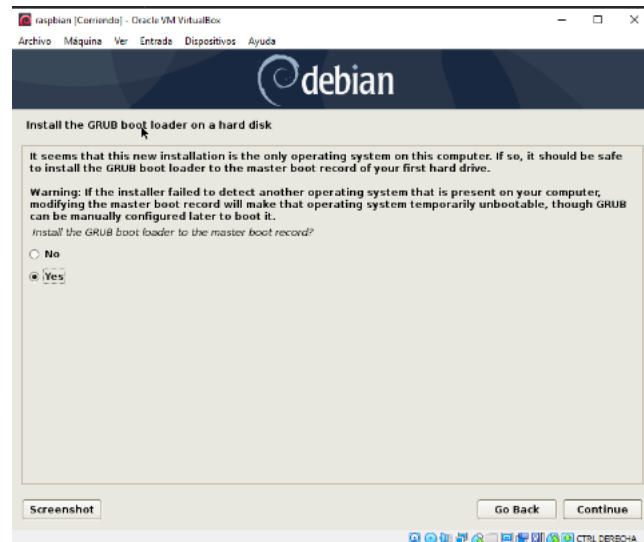 raspbian [Corriendo] - Oracle VM VirtualBox
Archivo Máquina Ver Entrada Dispositivos Ayuda
debian
Install the GRUB boot loader on a hard disk
It seems that this new installation is the only operating system on this computer. If so, it should be safe
to install the GRUB boot loader to the master boot record of your first hard drive.
Warning: If the installer failed to detect another operating system that is present on your computer,
modifying the master boot record will make that operating system temporarily unbootable, though GRUB
can be manually configured later to boot it.
Install the GRUB boot loader to the master boot record?
No
Yes
Screenshot Go Back Continue
CTRL DERECHA